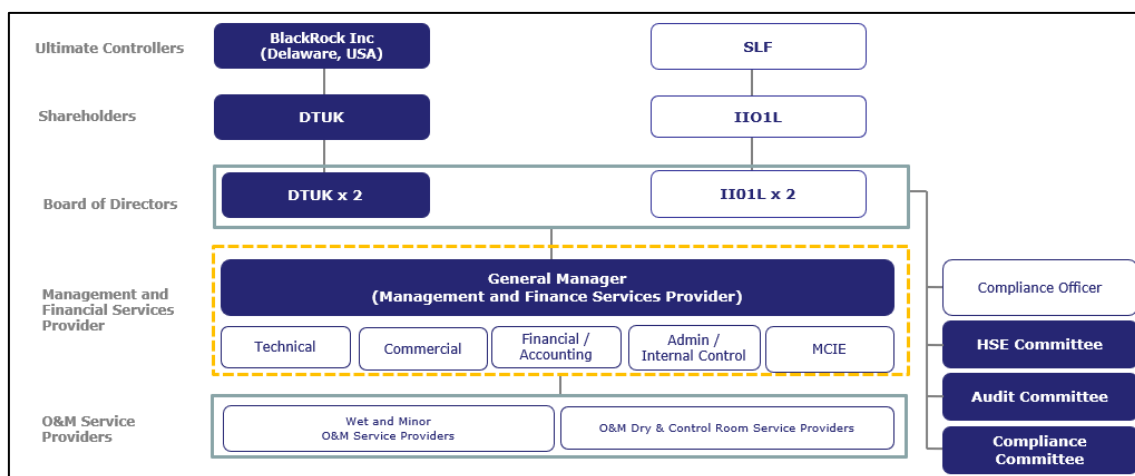 Ultimate Controllers
BlackRock Inc
(Delaware, USA)
SLF
Shareholders
DTUK
IIO1L
Board of Directors
DTUK x 2
II01L x 2
Management and
Financial Services
Provider
General Manager
(Management and Finance Services Provider)
Technical
Commercial
Financial /
Accounting
Admin /
Internal Control
MCIE
Compliance Officer
HSE Committee
Audit Committee
Compliance
Committee
O&M Service
Providers
Wet and Minor
O&M Service Providers
O&M Dry & Control Room Service Providers